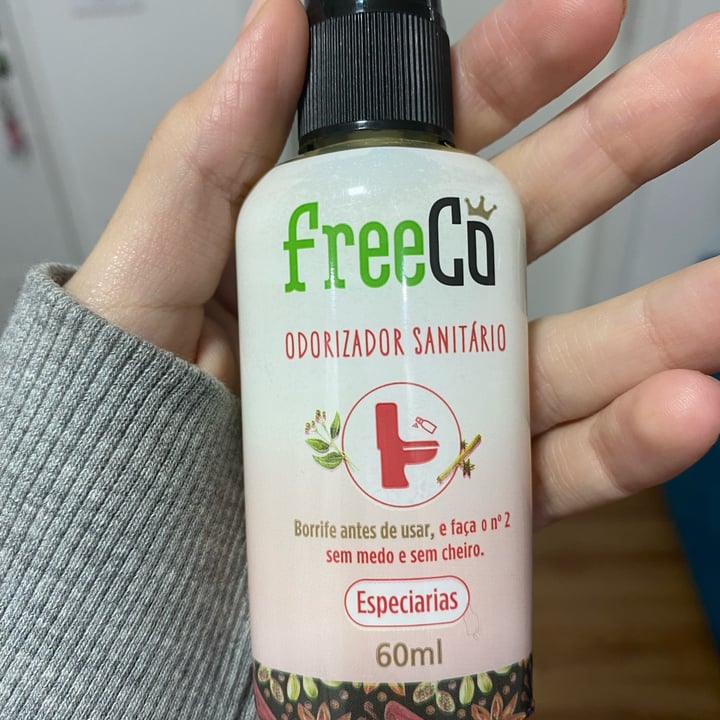 freeCô
ODORIZADOR SANITÁRIO
Borrife antes de usar, e faça o nº 2
sem medo e sem cheiro.
Especiarias
60ml